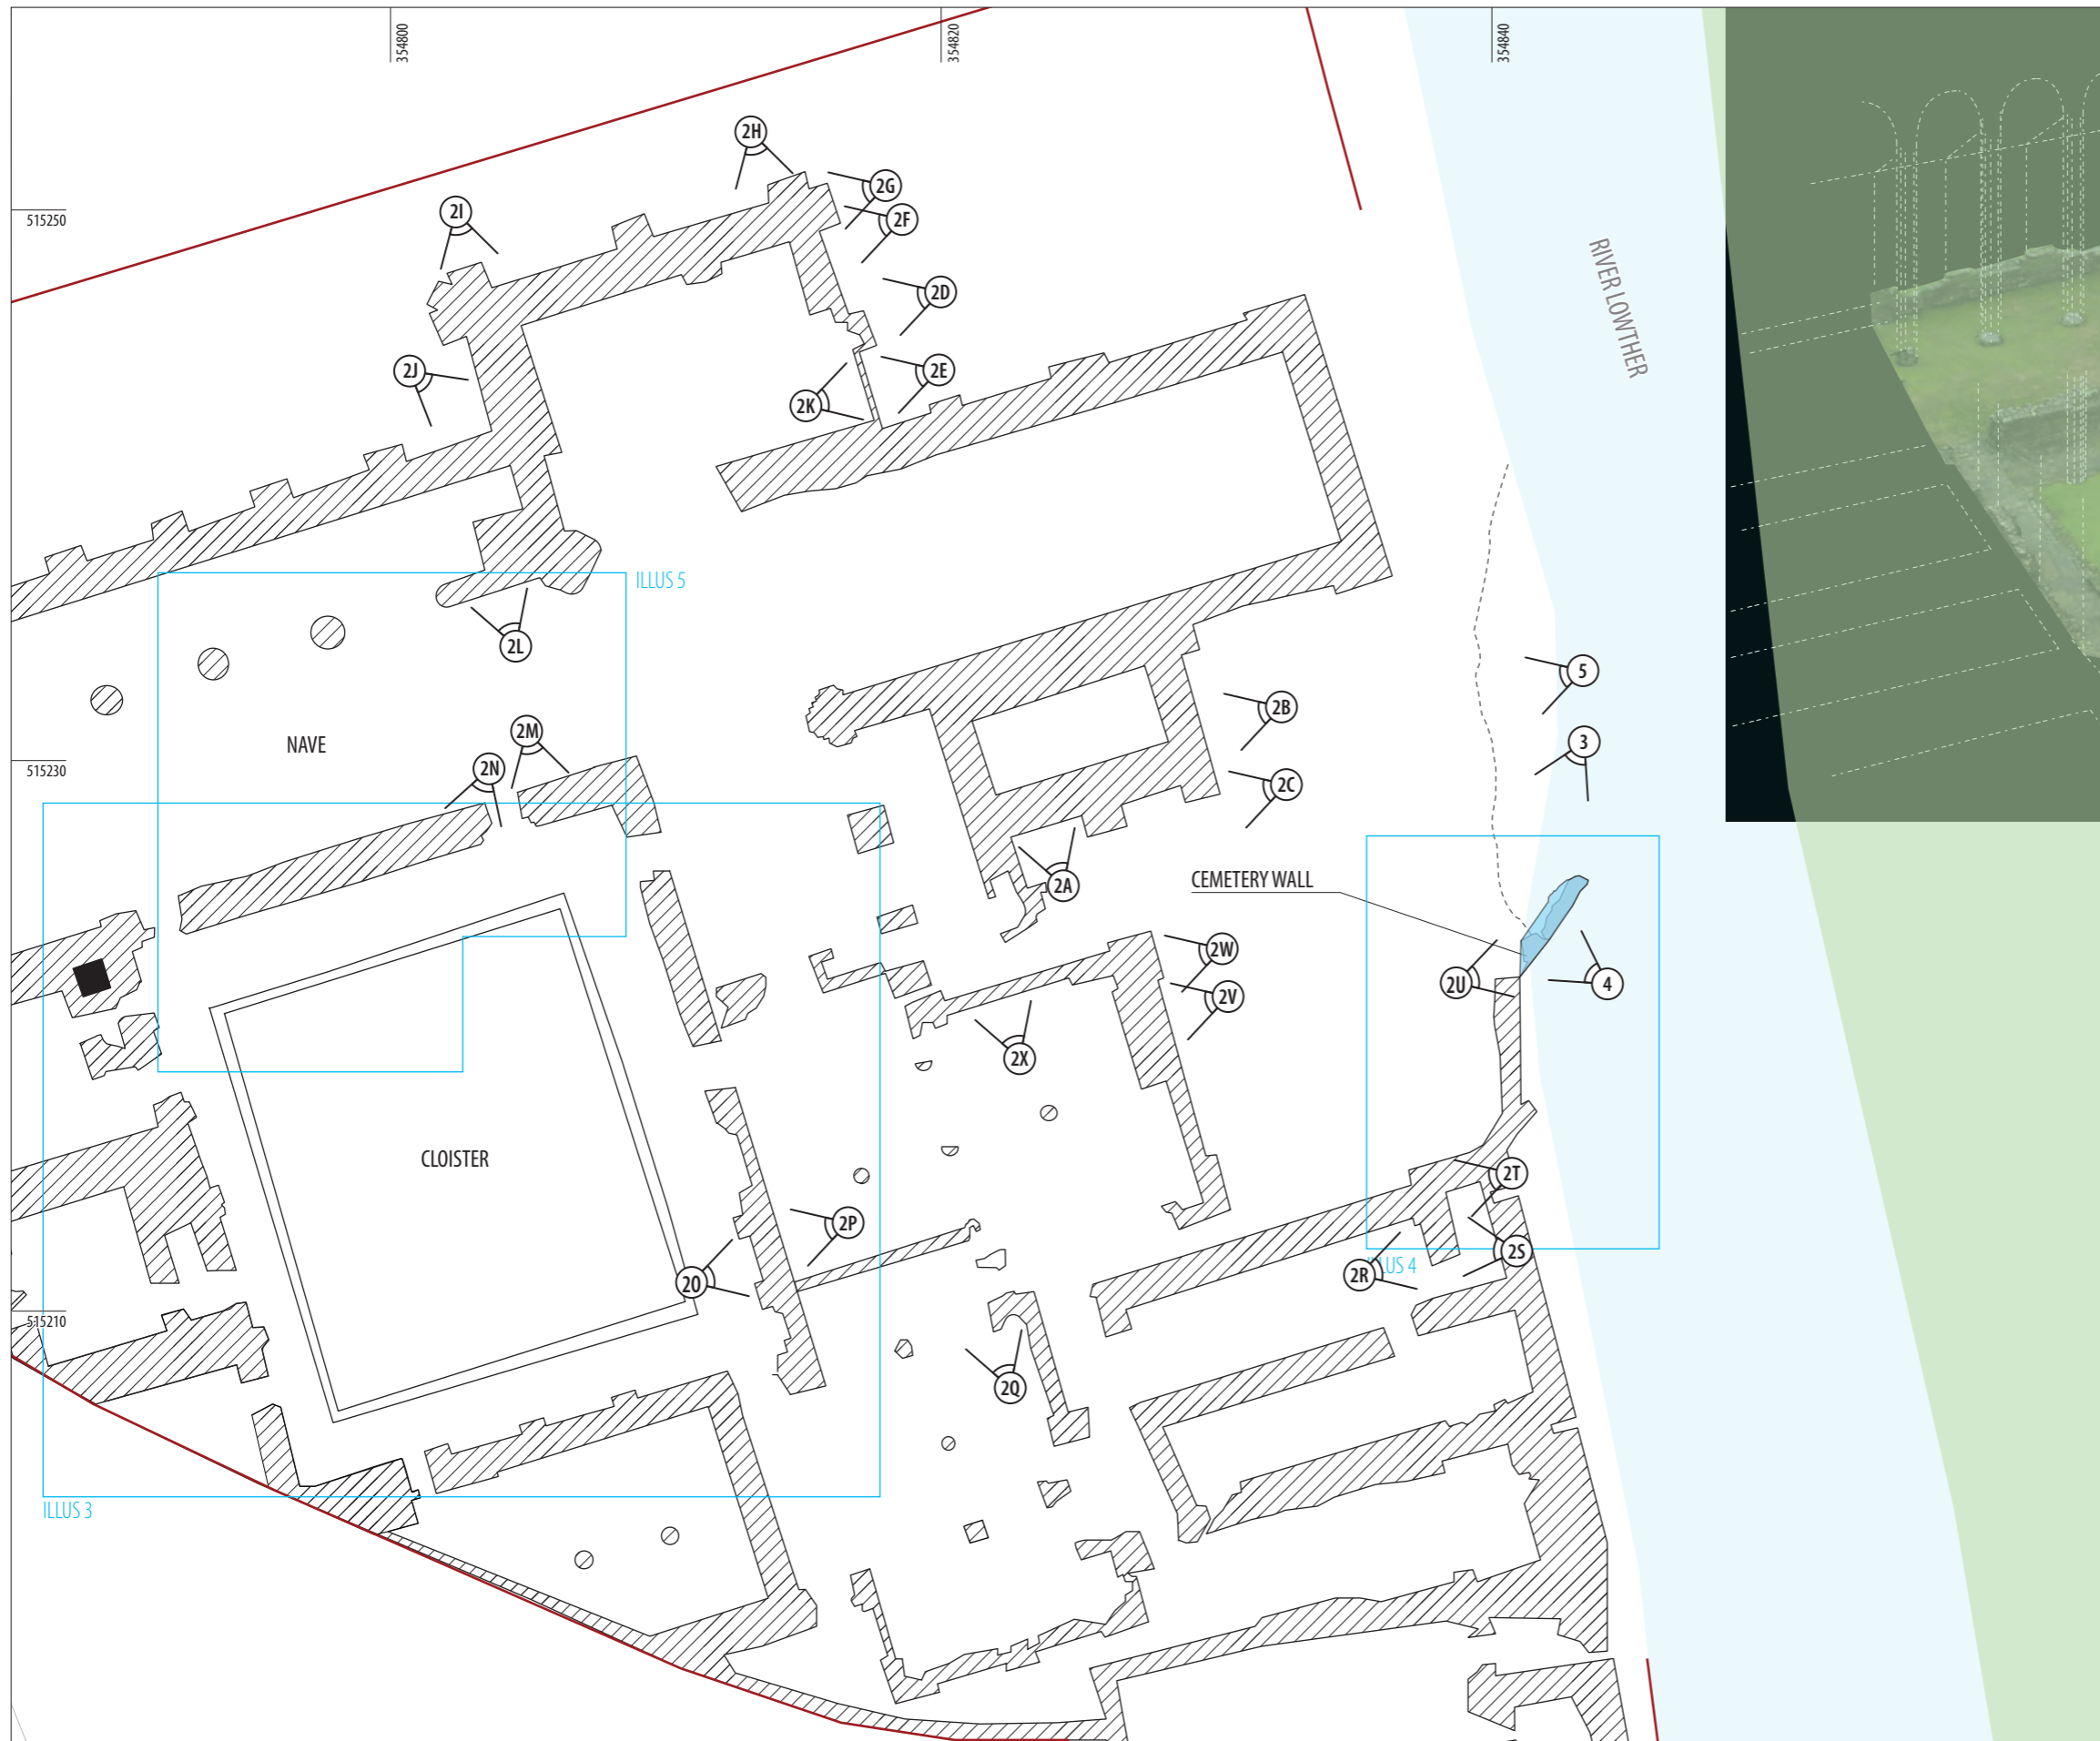 354800
354820
354840
2H
2G
515250
2I
2F
RIVER LOWTHER
2D
2J
2E
2K
ILLUS 5
2L
5
2B
2M
3
NAVE
2N
515230
2C
CEMETERY WALL
2A
2W
2U
4
2V
2X
CLOISTER
2T
2P
2S
LUS 4
2R
2O
515210
2Q
ILLUS 3